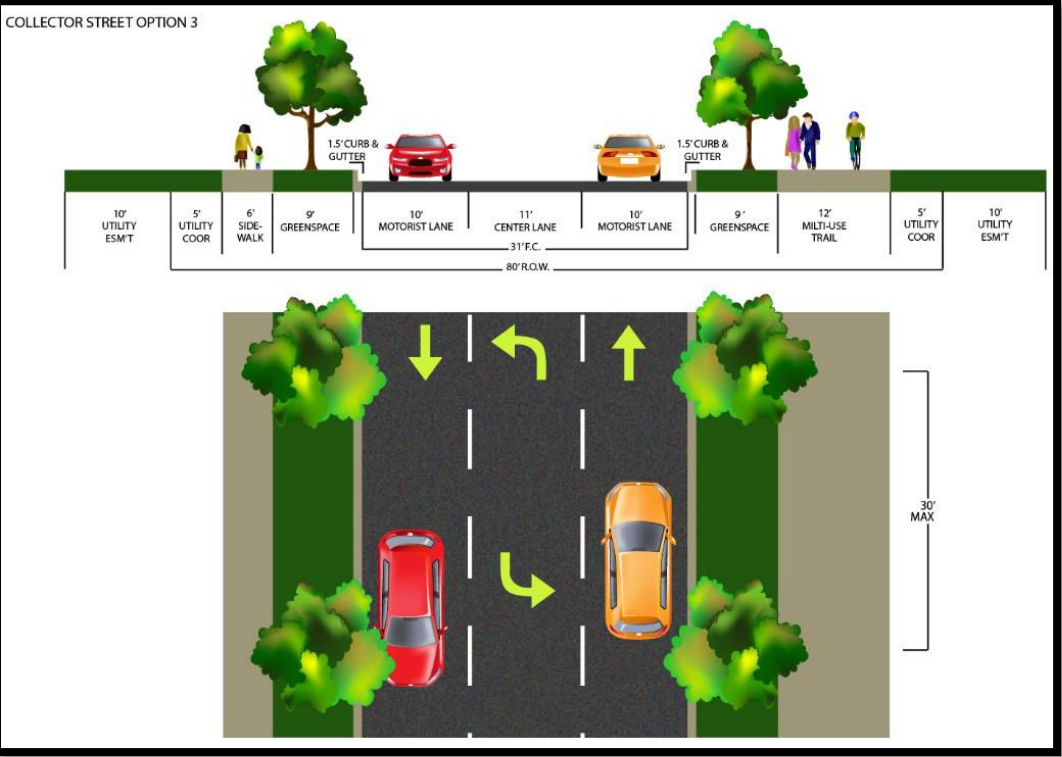 COLLECTOR STREET OPTION 3
1.5' CURB &
GUTTER
1.5' CURB &
GUTTER
10'
UTILITY
ESM'T
5'
UTILITY
COOR
6'
SIDE-
WALK
9'
GREENSPACE
10'
MOTORIST LANE
11'
CENTER LANE
10'
MOTORIST LANE
9'
GREENSPACE
12'
MILTI-USE
TRAIL
5'
UTILITY
COOR
10'
UTILITY
ESM'T
31' F.C.
80' R.O.W.
30'
MAX